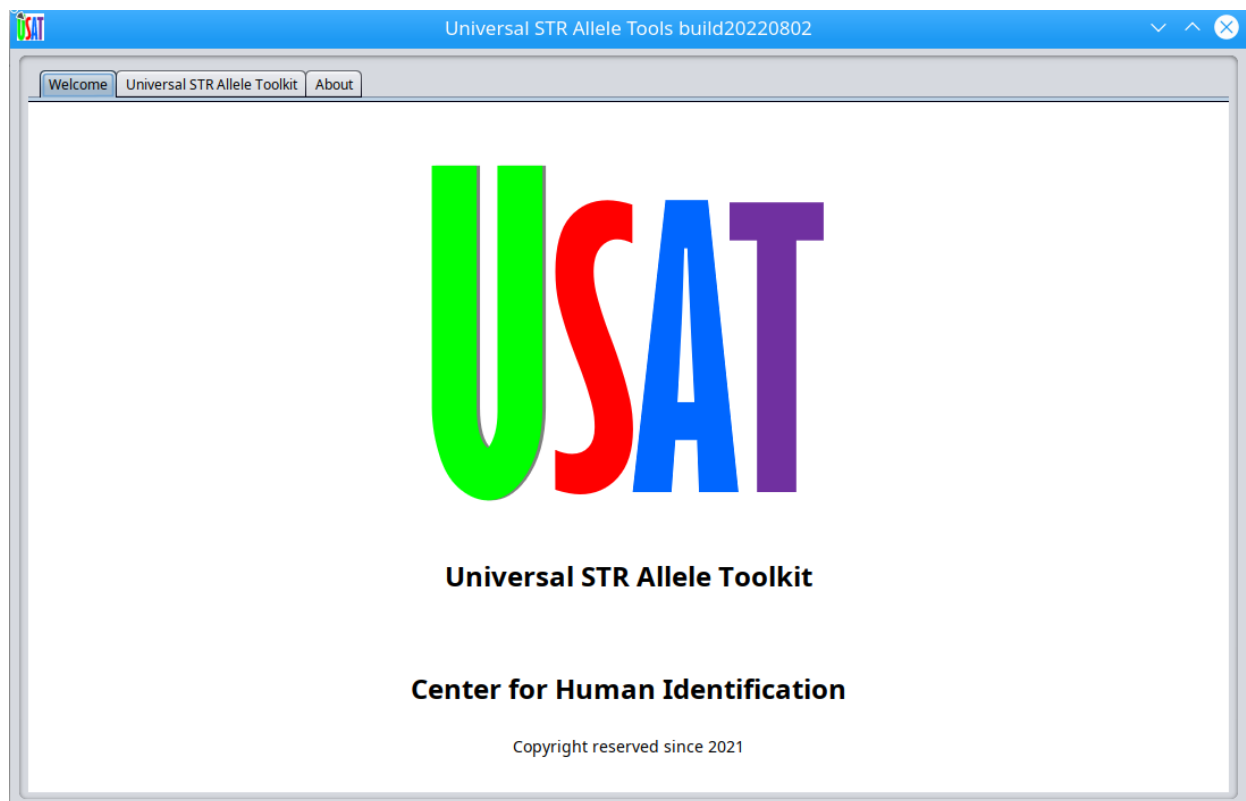 USAT
Universal STR Allele Tools build20220802
Welcome Universal STR Allele Toolkit About
USAT
Universal STR Allele Toolkit
Center for Human Identification
Copyright reserved since 2021